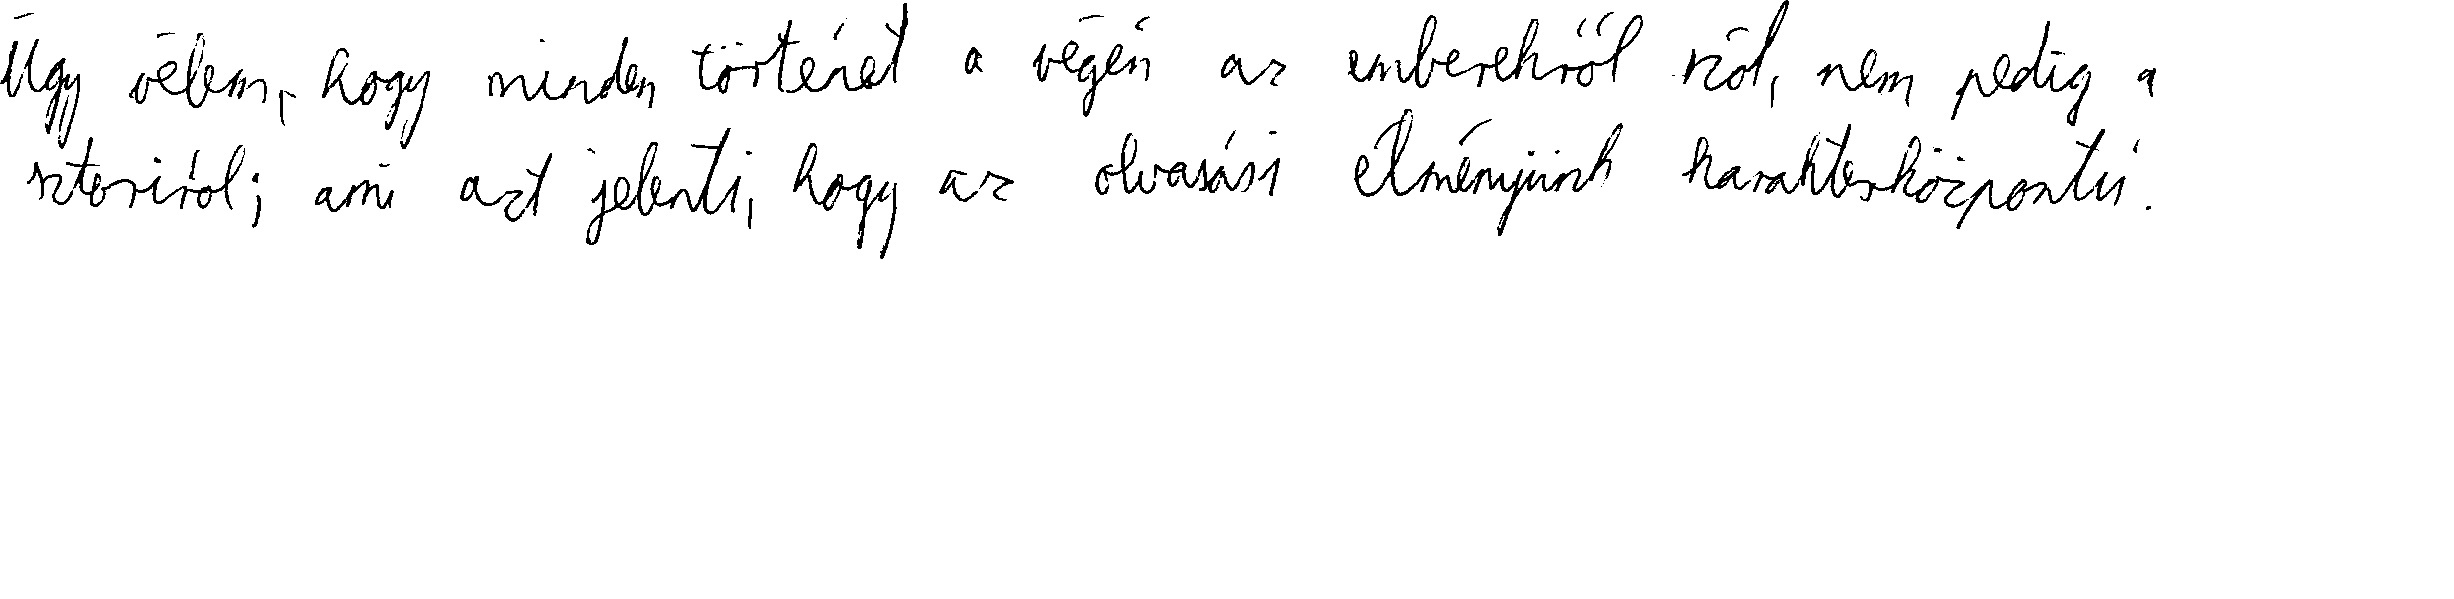 Úgy vélem, hogy minden történet a végén az emberekről szól, nem pedig a
sztoriról; ami azt jelenti, hogy az olvasási élményünk karakterközpontú.